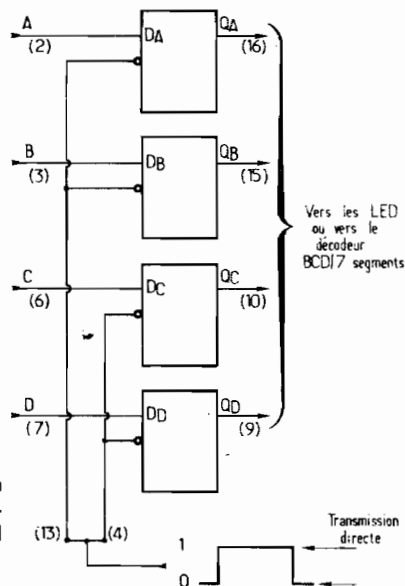 A
(2)
DA
QA
(16)
B
(3)
DB
QB
(15)
Vers les LED
ou vers le
décodeur
BCD/7 segments
C
(6)
DC
QC
(10)
D
(7)
DD
QD
(9)
(13)
(4)
1
0
Transmission
directe